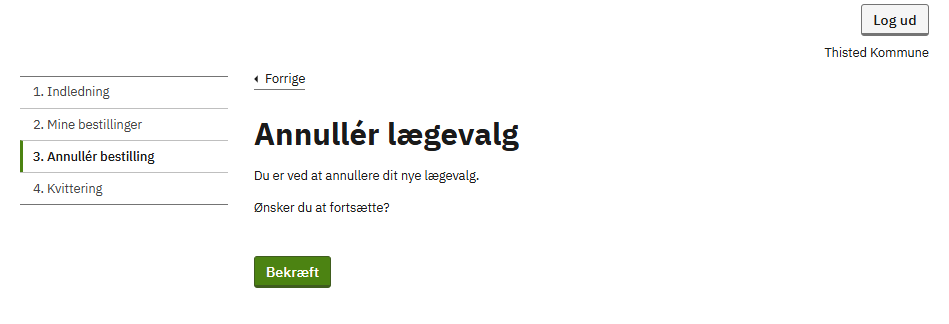 Log ud
Thisted Kommune
1. Indledning
2. Mine bestillinger
3. Annullér bestilling
4. Kvittering
Forrige
Annullér lægevalg
Du er ved at annullere dit nye lægevalg.
Ønsker du at fortsætte?
Bekræft